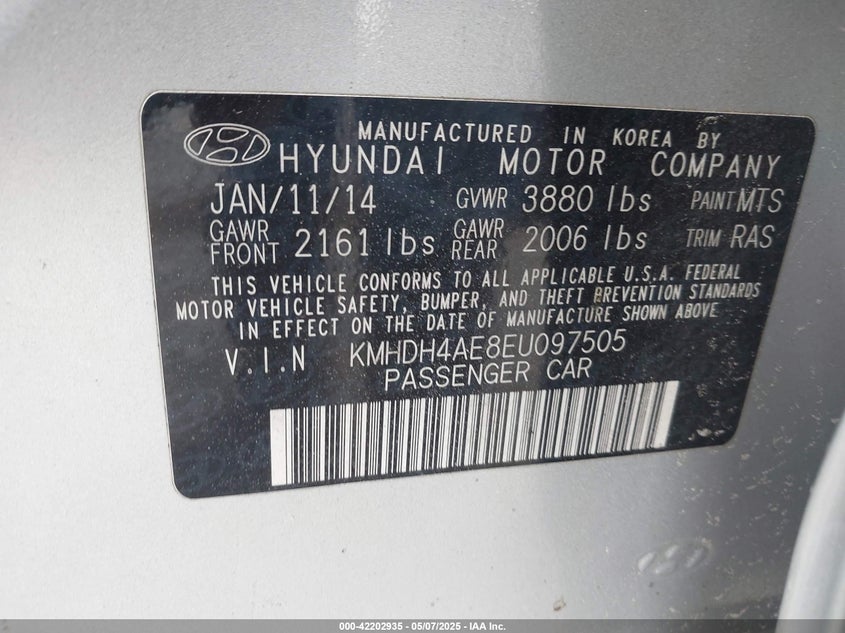 MANUFACTURED IN KOREA BY
HYUNDAI MOTOR COMPANY
JAN/11/14 GVWR 3880 lbs PAINT MTS
GAWR FRONT 2161 lbs GAWR REAR 2006 lbs TRIM RAS
THIS VEHICLE CONFORMS TO ALL APPLICABLE U.S.A. FEDERAL
MOTOR VEHICLE SAFETY, BUMPER, AND THEFT PREVENTION STANDARDS
IN EFFECT ON THE DATE OF MANUFACTURE SHOWN ABOVE
V.I.N KMHDH4AE8EU097505
PASSENGER CAR
000-42202935 - 05/07/2025 - IAA Inc.